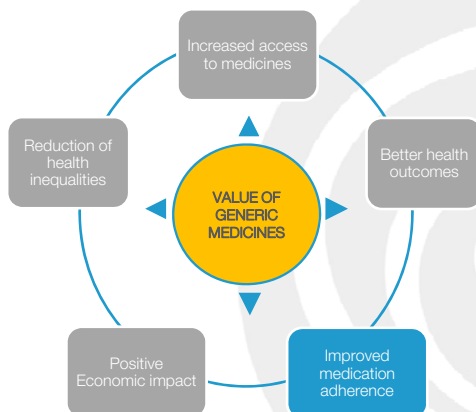 Increased access
to medicines
Reduction of
health
inequalities
Better health
outcomes
VALUE OF
GENERIC
MEDICINES
Positive
Economic impact
Improved
medication
adherence